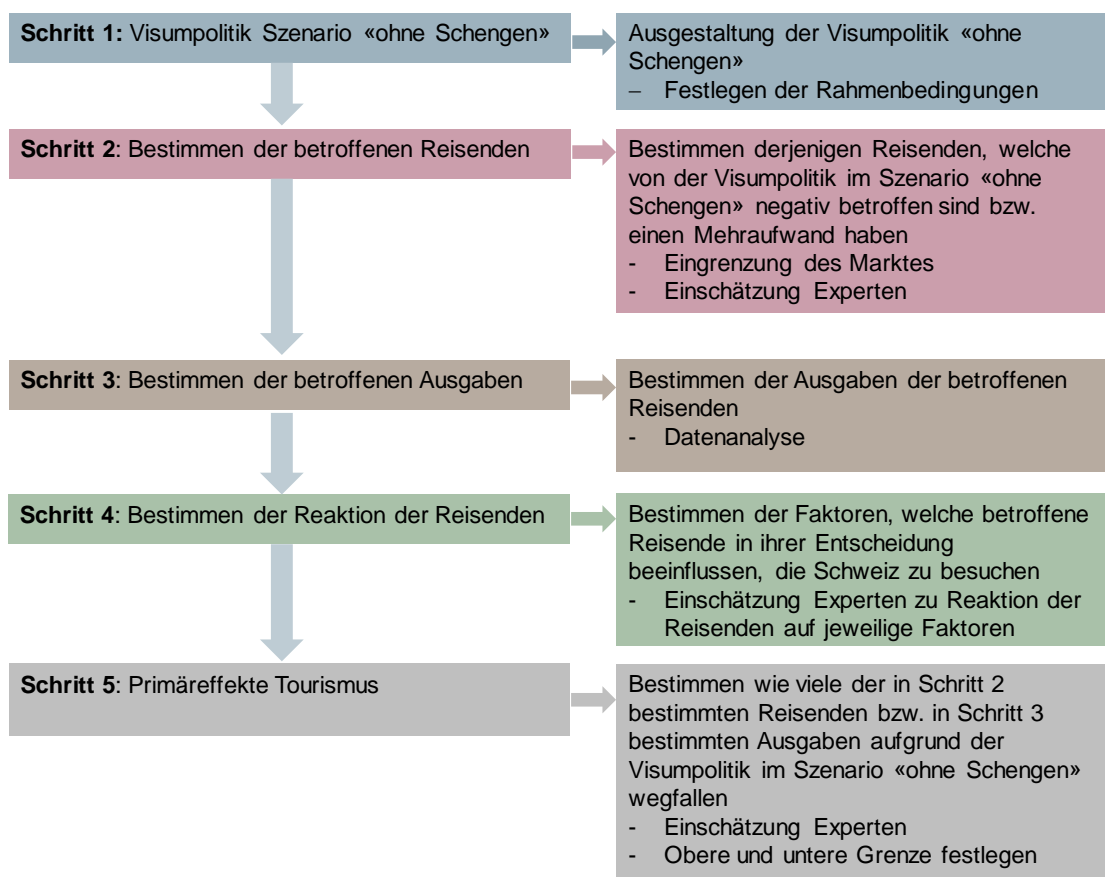 Schritt 1: Visumpolitik Szenario «ohne Schengen»
Ausgestaltung der Visumpolitik «ohne
Schengen»
– Festlegen der Rahmenbedingungen
Schritt 2: Bestimmen der betroffenen Reisenden
Bestimmen derjenigen Reisenden, welche
von der Visumpolitik im Szenario «ohne
Schengen» negativ betroffen sind bzw.
einen Mehraufwand haben
- Eingrenzung des Marktes
- Einschätzung Experten
Schritt 3: Bestimmen der betroffenen Ausgaben
Bestimmen der Ausgaben der betroffenen
Reisenden
- Datenanalyse
Schritt 4: Bestimmen der Reaktion der Reisenden
Bestimmen der Faktoren, welche betroffene
Reisende in ihrer Entscheidung
beeinflussen, die Schweiz zu besuchen
- Einschätzung Experten zu Reaktion der
Reisenden auf jeweilige Faktoren
Schritt 5: Primäreffekte Tourismus
Bestimmen wie viele der in Schritt 2
bestimmten Reisenden bzw. in Schritt 3
bestimmten Ausgaben aufgrund der
Visumpolitik im Szenario «ohne Schengen»
wegfallen
- Einschätzung Experten
- Obere und untere Grenze festlegen